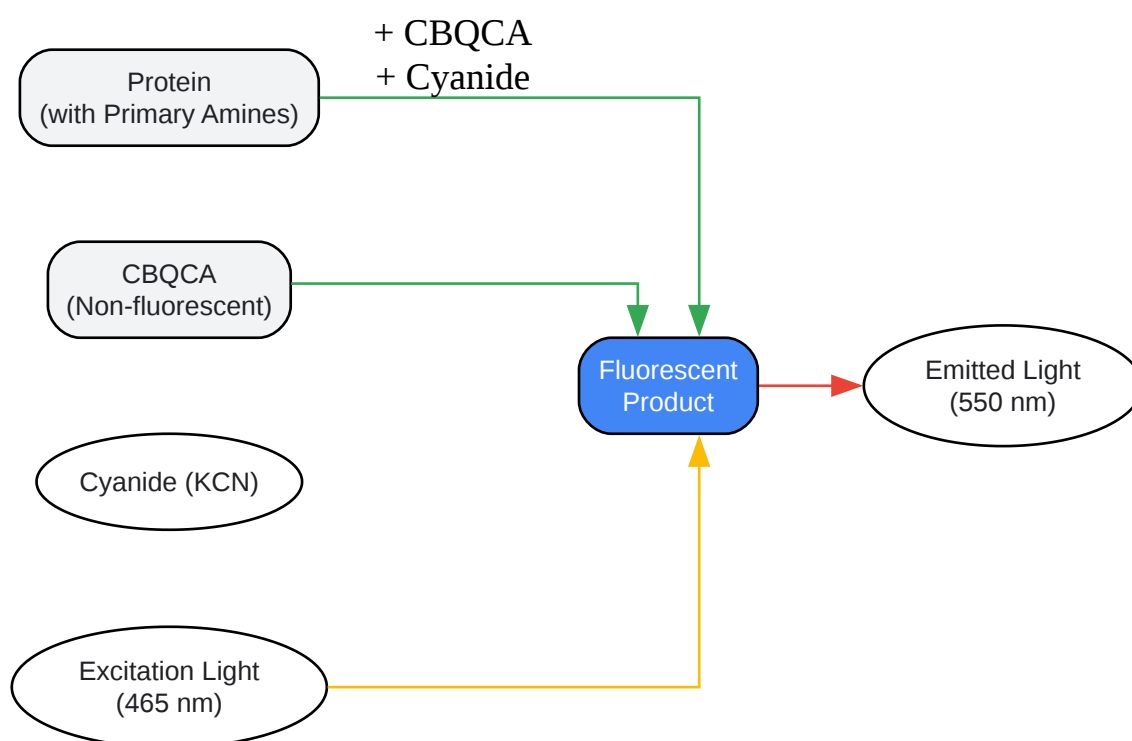 + CBQCA
+ Cyanide
Protein
(with Primary Amines)
CBQCA
(Non-fluorescent)
Fluorescent
Product
Emitted Light
(550 nm)
Cyanide (KCN)
Excitation Light
(465 nm)